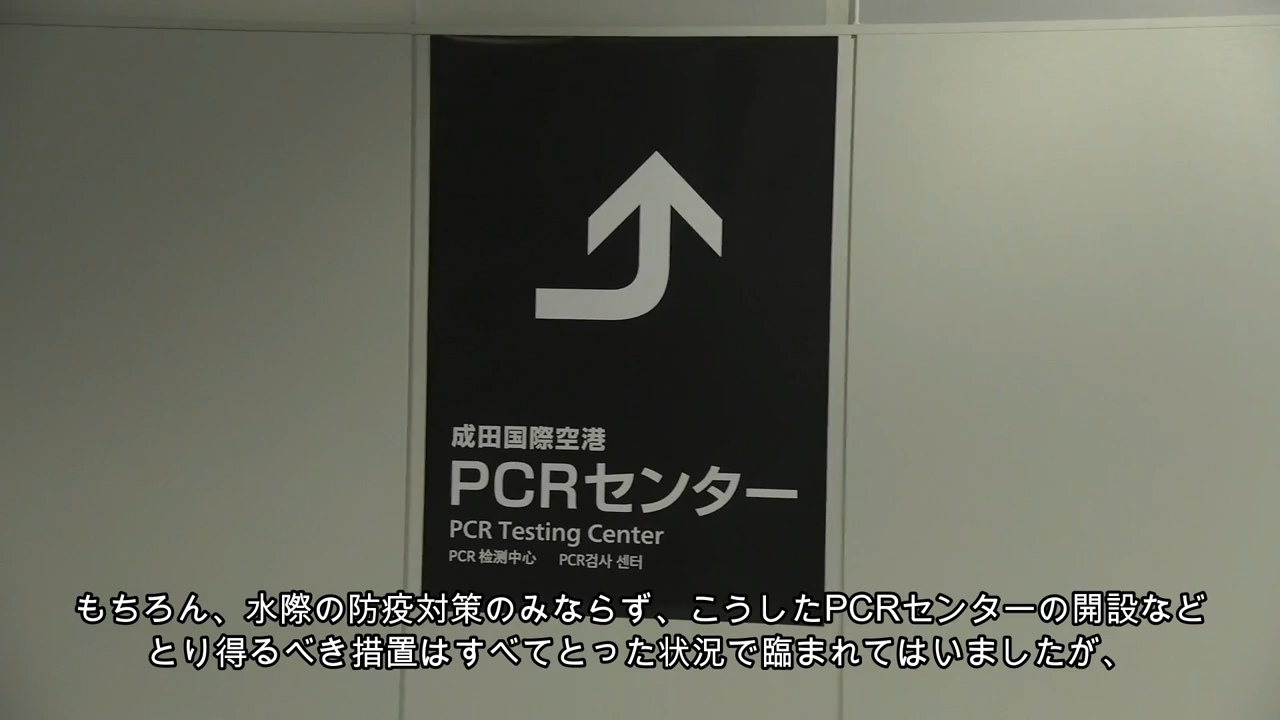 成田国際空港
PCRセンター
PCR Testing Center
PCR 检测中心 PCR검사 센터
もちろん、水際の防疫対策のみならず、こうしたPCRセンターの開設など
とり得るべき措置はすべてとった状況で臨まれてはいましたが、